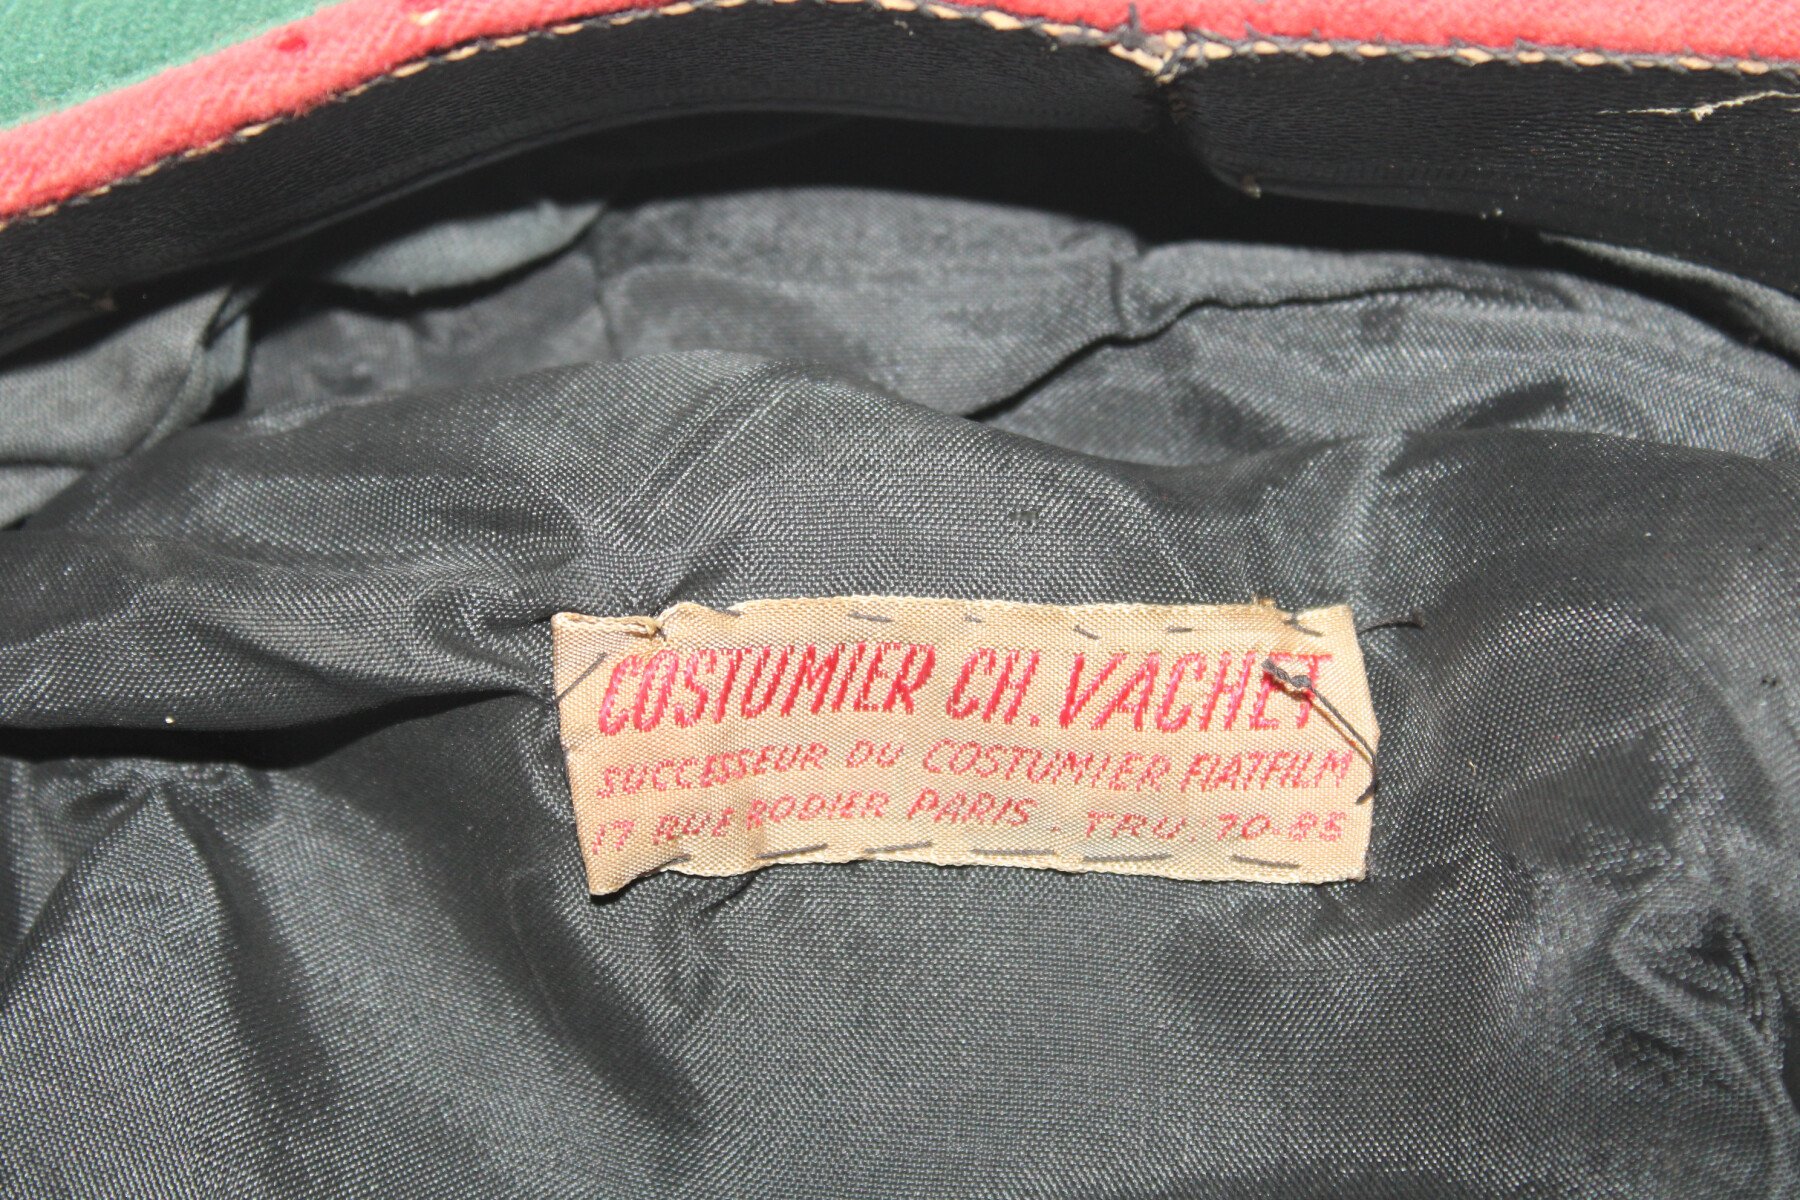 COSTUMIER CH. VACHET
SUCCESSEUR DU COSTUMIER FIATFILM
17 RUE RODIER PARIS . TRU. 70-85